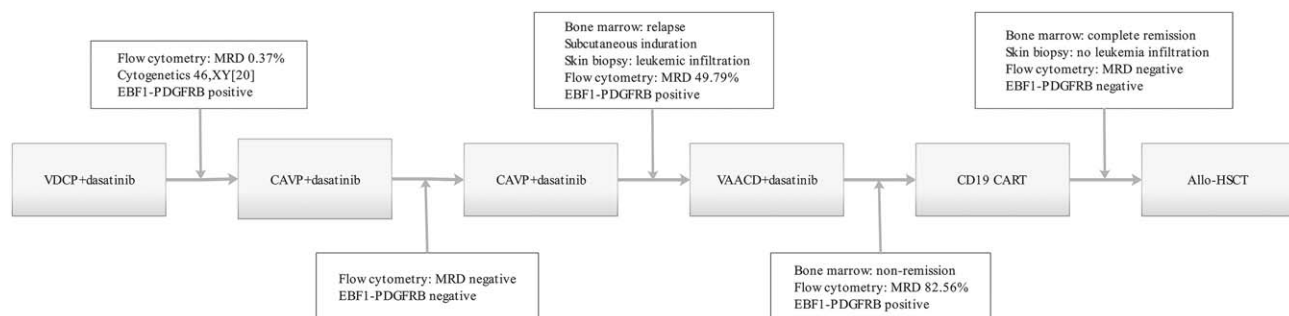 Flow cytometry: MRD 0.37%
Cytogenetics 46,XY[20]
EBF1-PDGFRB positive
Bone marrow: relapse
Subcutaneous induration
Skin biopsy: leukemic infiltration
Flow cytometry: MRD 49.79%
EBF1-PDGFRB positive
Bone marrow: complete remission
Skin biopsy: no leukemia infiltration
Flow cytometry: MRD negative
EBF1-PDGFRB negative
VDCP+dasatinib
CAVP+dasatinib
CAVP+dasatinib
VAACD+dasatinib
CD19 CART
Allo-HSCT
Flow cytometry: MRD negative
EBF1-PDGFRB negative
Bone marrow: non-remission
Flow cytometry: MRD 82.56%
EBF1-PDGFRB positive